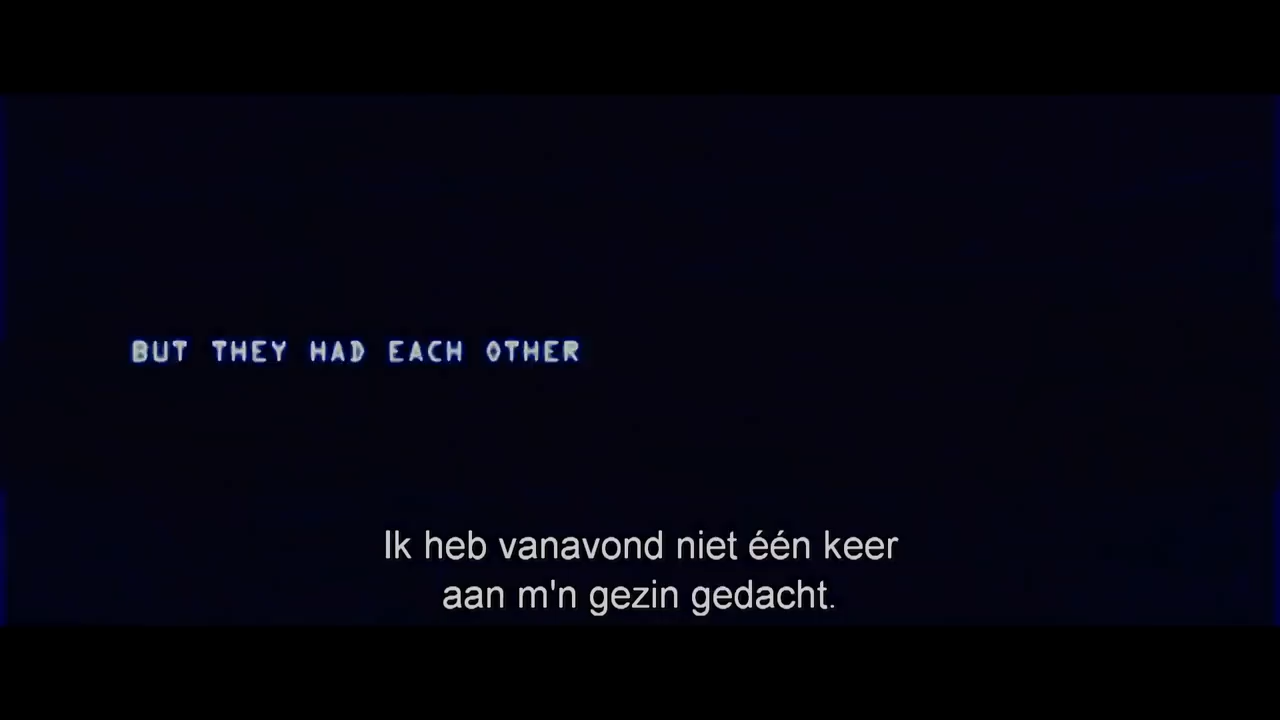 BUT THEY HAD EACH OTHER
Ik heb vanavond niet één keer
aan m'n gezin gedacht.